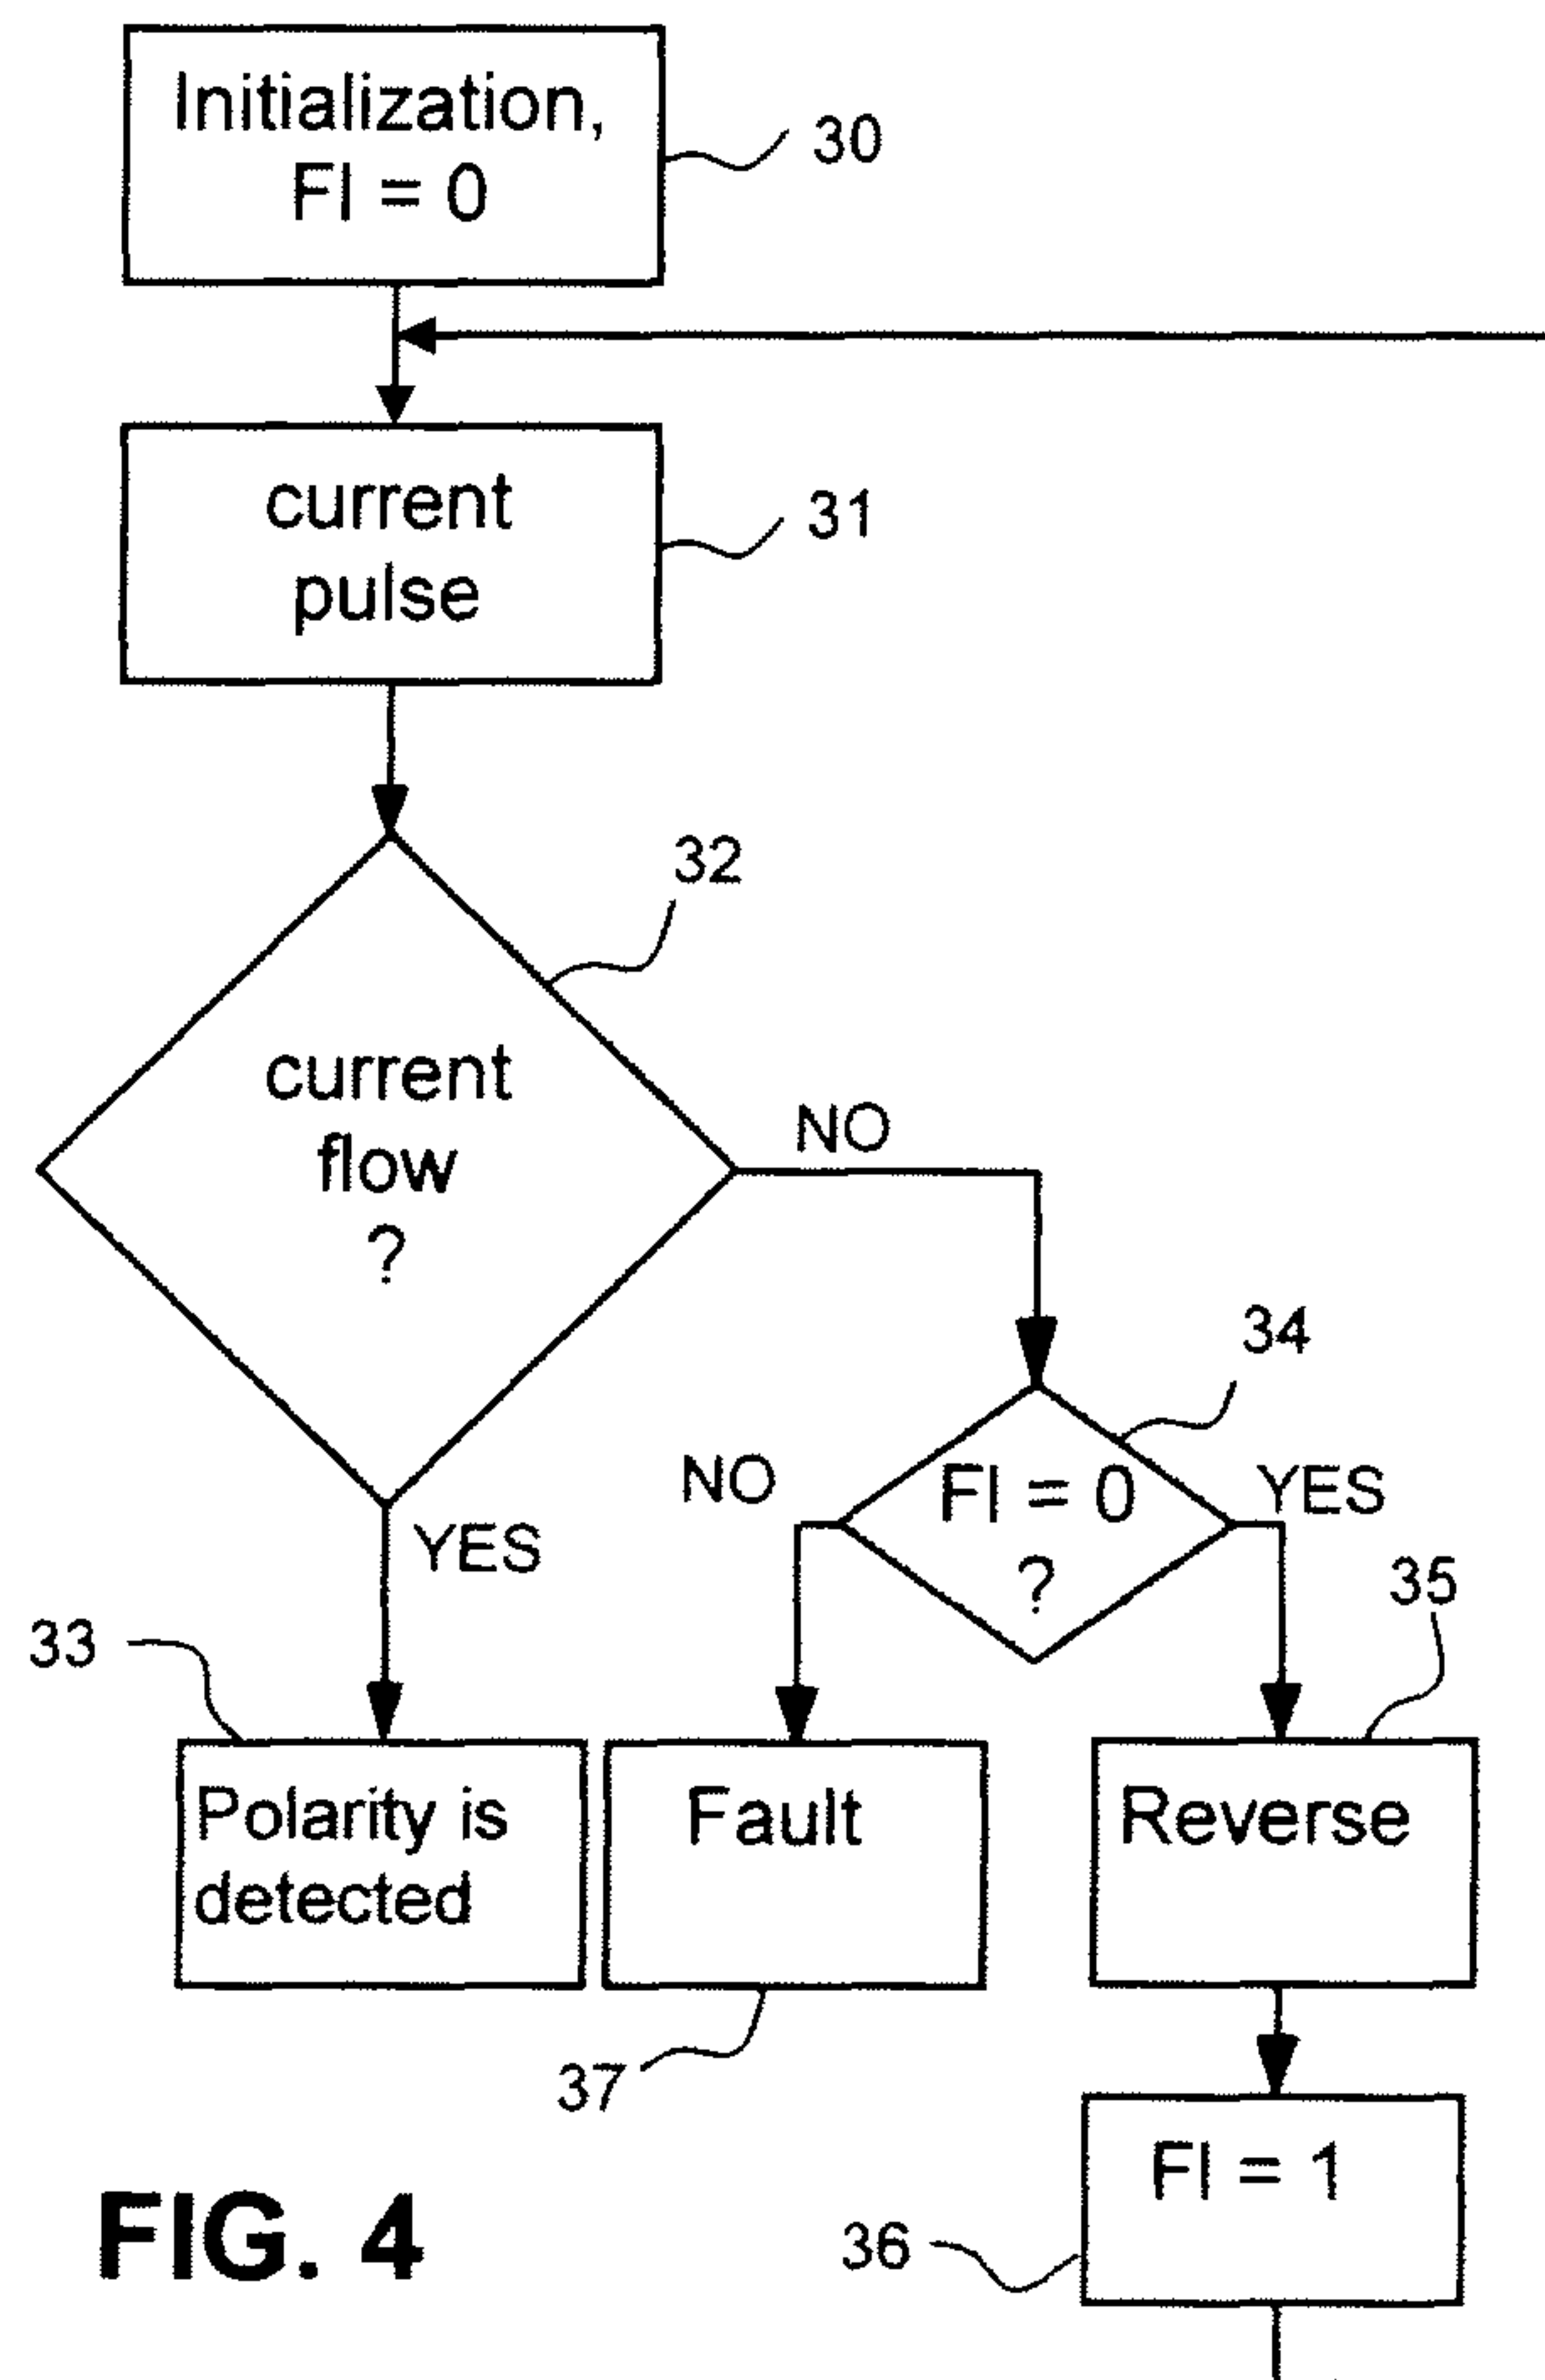 Initialization,
FI = 0
30
current
pulse
31
32
current
flow
?
NO
34
NO
FI = 0
?
YES
YES
35
33
Polarity is
detected
Fault
Reverse
37
FI = 1
36
FIG. 4